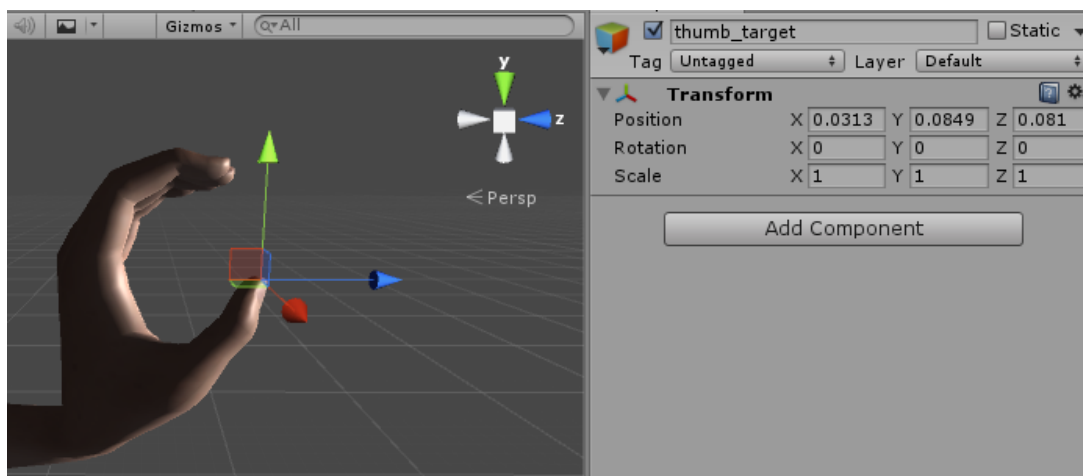 Gizmos
All
y
z
Persp
thumb_target
Static
Tag Untagged Layer Default
Transform
Position X 0.0313 Y 0.0849 Z 0.081
Rotation X 0 Y 0 Z 0
Scale X 1 Y 1 Z 1
Add Component